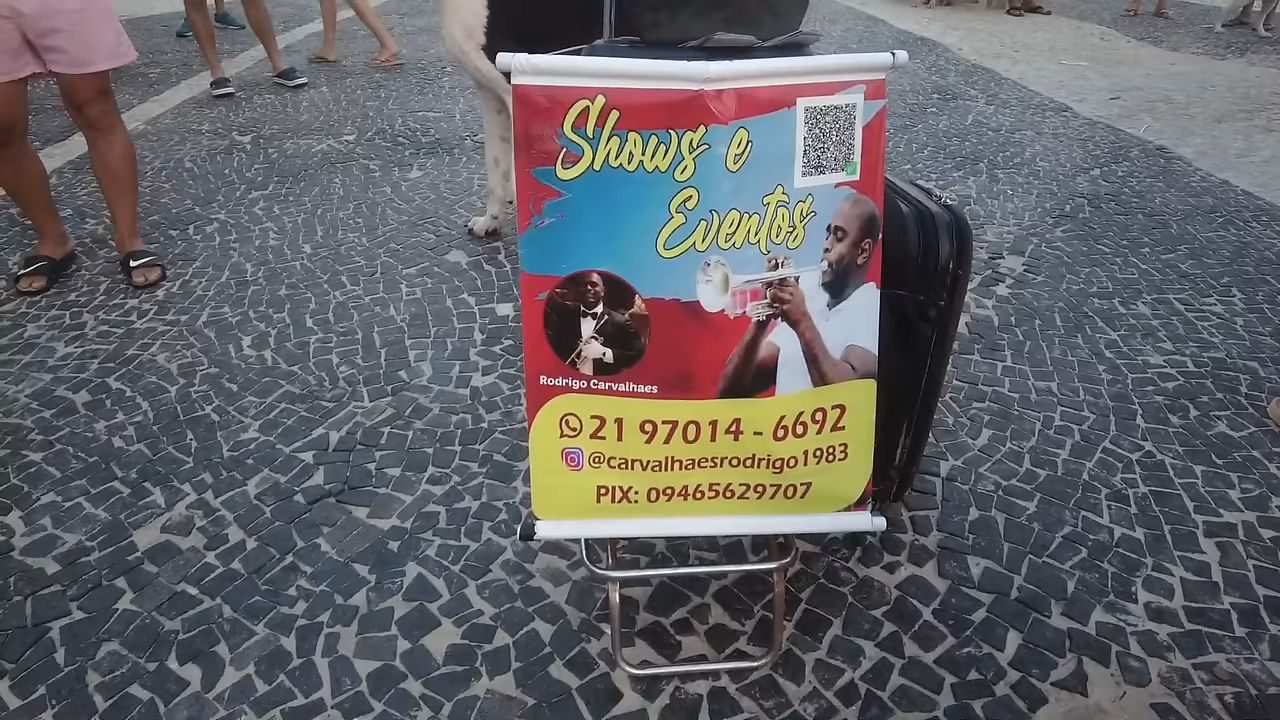 Shows e
Eventos
Rodrigo Carvalhaes
21 97014 - 6692
@carvalhaesrodrigo1983
PIX: 09465629707